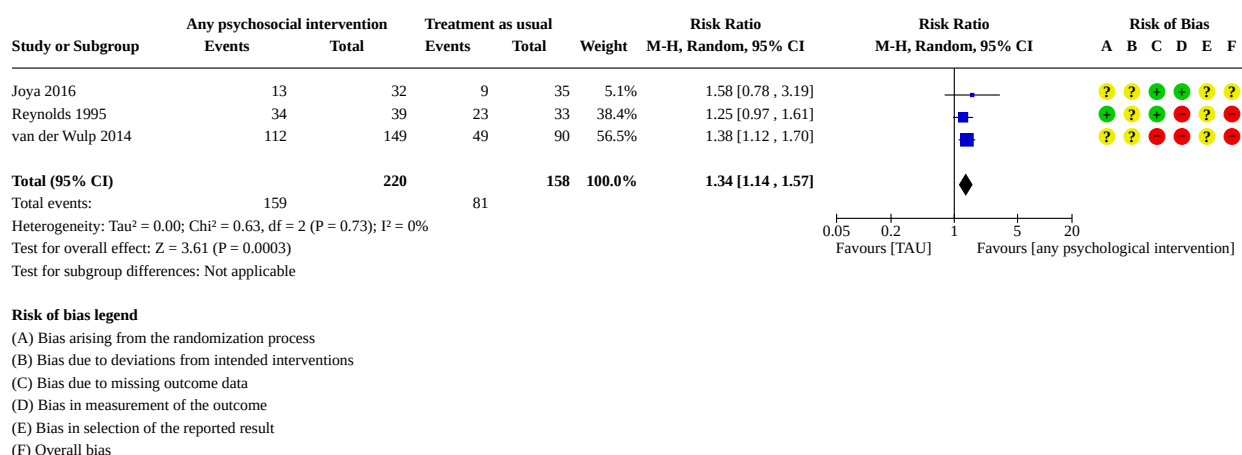 Any psychosocial intervention Treatment as usual Risk Ratio Risk Ratio Risk of Bias
Study or Subgroup Events Total Events Total Weight M-H, Random, 95% CI M-H, Random, 95% CI A B C D E F
Joya 2016 13 32 9 35 5.1% 1.58 [0.78 , 3.19] ? ? + + ? ?
Reynolds 1995 34 39 23 33 38.4% 1.25 [0.97 , 1.61] + ? + − ? −
van der Wulp 2014 112 149 49 90 56.5% 1.38 [1.12 , 1.70] ? ? − − ? −
Total (95% CI) 220 158 100.0% 1.34 [1.14 , 1.57]
Total events: 159 81
Heterogeneity: Tau² = 0.00; Chi² = 0.63, df = 2 (P = 0.73); I² = 0%
Test for overall effect: Z = 3.61 (P = 0.0003)
Test for subgroup differences: Not applicable
0.05 0.2 1 5 20
Favours [TAU] Favours [any psychological intervention]
Risk of bias legend
(A) Bias arising from the randomization process
(B) Bias due to deviations from intended interventions
(C) Bias due to missing outcome data
(D) Bias in measurement of the outcome
(E) Bias in selection of the reported result
(F) Overall bias